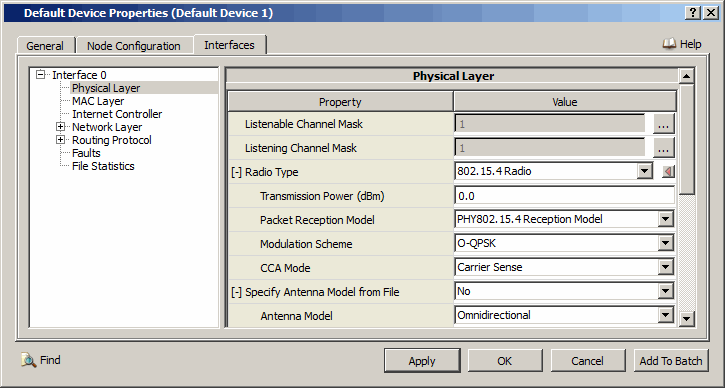 Default Device Properties (Default Device 1)
General Node Configuration Interfaces Help
Interface 0
Physical Layer
MAC Layer
Internet Controller
Network Layer
Routing Protocol
Faults
File Statistics
Physical Layer
Property Value
Listenable Channel Mask 1 ...
Listening Channel Mask 1 ...
[-] Radio Type 802.15.4 Radio
Transmission Power (dBm) 0.0
Packet Reception Model PHY802.15.4 Reception Model
Modulation Scheme O-QPSK
CCA Mode Carrier Sense
[-] Specify Antenna Model from File No
Antenna Model Omnidirectional
Find Apply OK Cancel Add To Batch